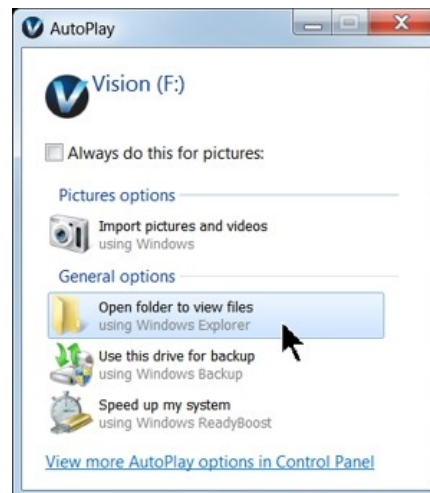 AutoPlay
Vision (F:)
Always do this for pictures:
Pictures options
Import pictures and videos
using Windows
General options
Open folder to view files
using Windows Explorer
Use this drive for backup
using Windows Backup
Speed up my system
using Windows ReadyBoost
View more AutoPlay options in Control Panel